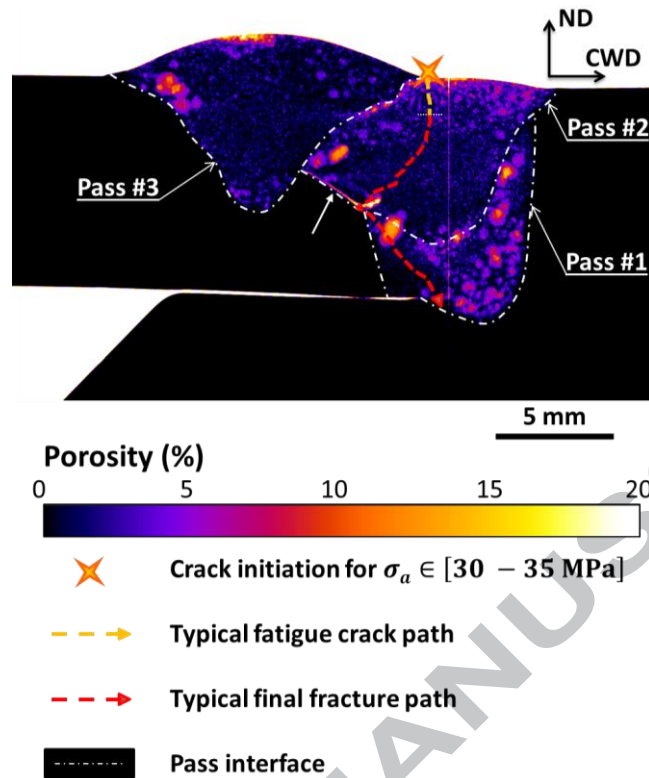 ND
CWD
Pass #2
Pass #3
Pass #1
5 mm
Porosity (%)
0 5 10 15 20
Crack initiation for σₐ ∈ [30 − 35 MPa]
Typical fatigue crack path
Typical final fracture path
Pass interface
ANUS